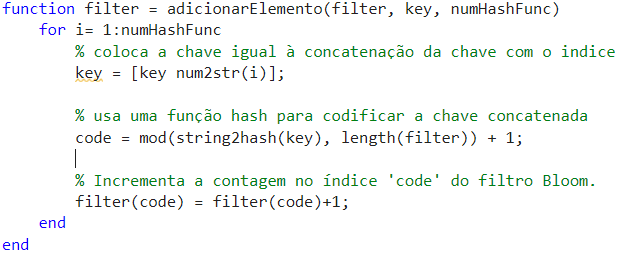 function filter = adicionarElemento(filter, key, numHashFunc)
    for i= 1:numHashFunc
        % coloca a chave igual à concatenação da chave com o indice
        key = [key num2str(i)];
        % usa uma função hash para codificar a chave concatenada
        code = mod(string2hash(key), length(filter)) + 1;
        % Incrementa a contagem no índice 'code' do filtro Bloom.
        filter(code) = filter(code)+1;
    end
end